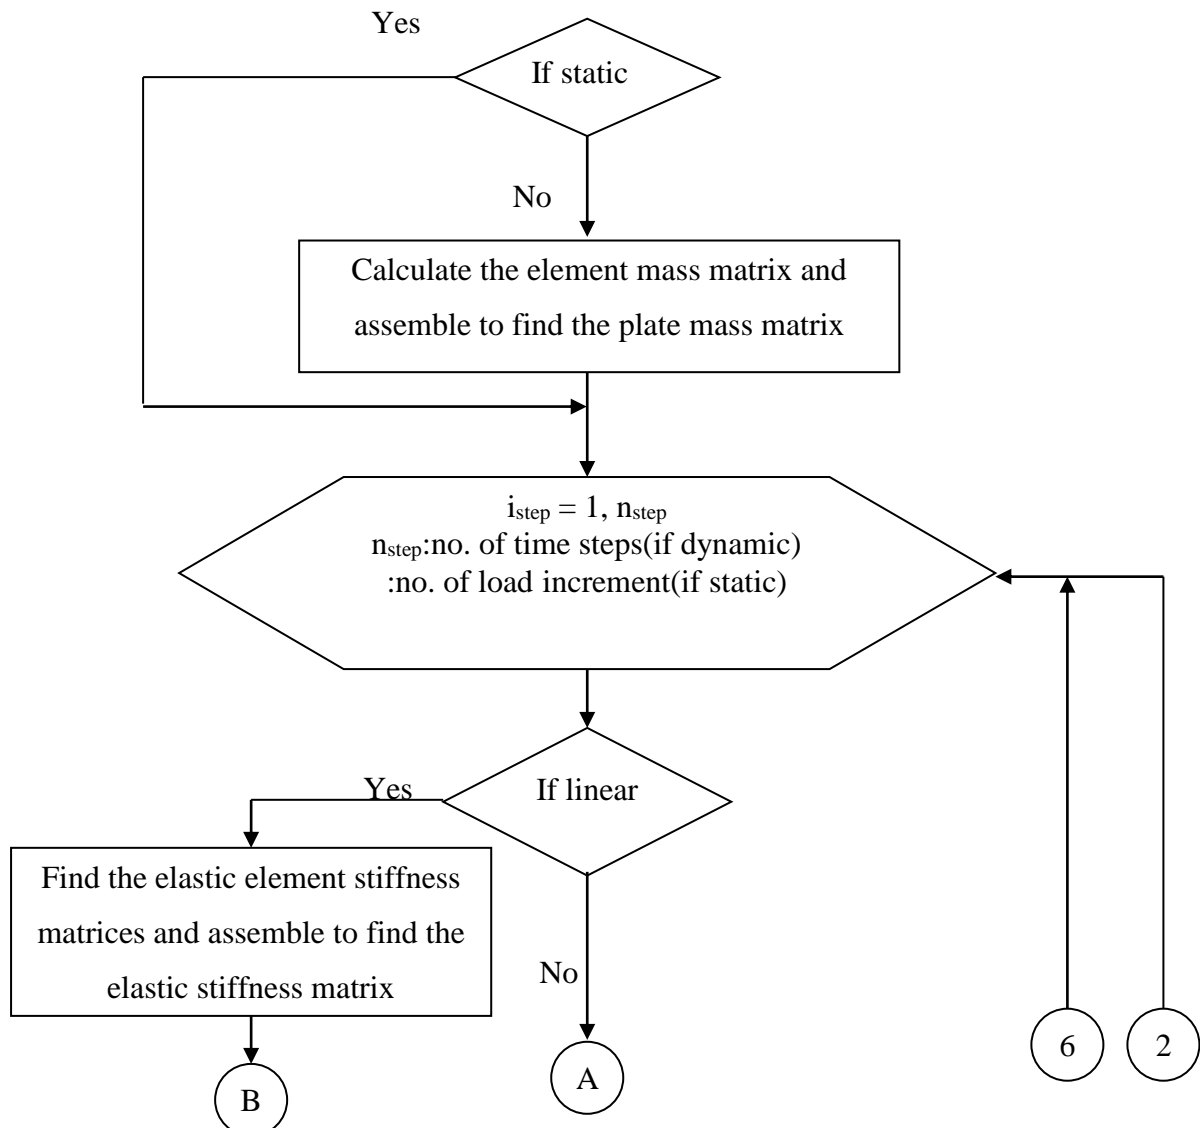 Yes
If static
No
Calculate the element mass matrix and
assemble to find the plate mass matrix
istep = 1, nstep
nstep:no. of time steps(if dynamic)
:no. of load increment(if static)
If linear
Yes
Find the elastic element stiffness
matrices and assemble to find the
elastic stiffness matrix
No
6
2
A
B